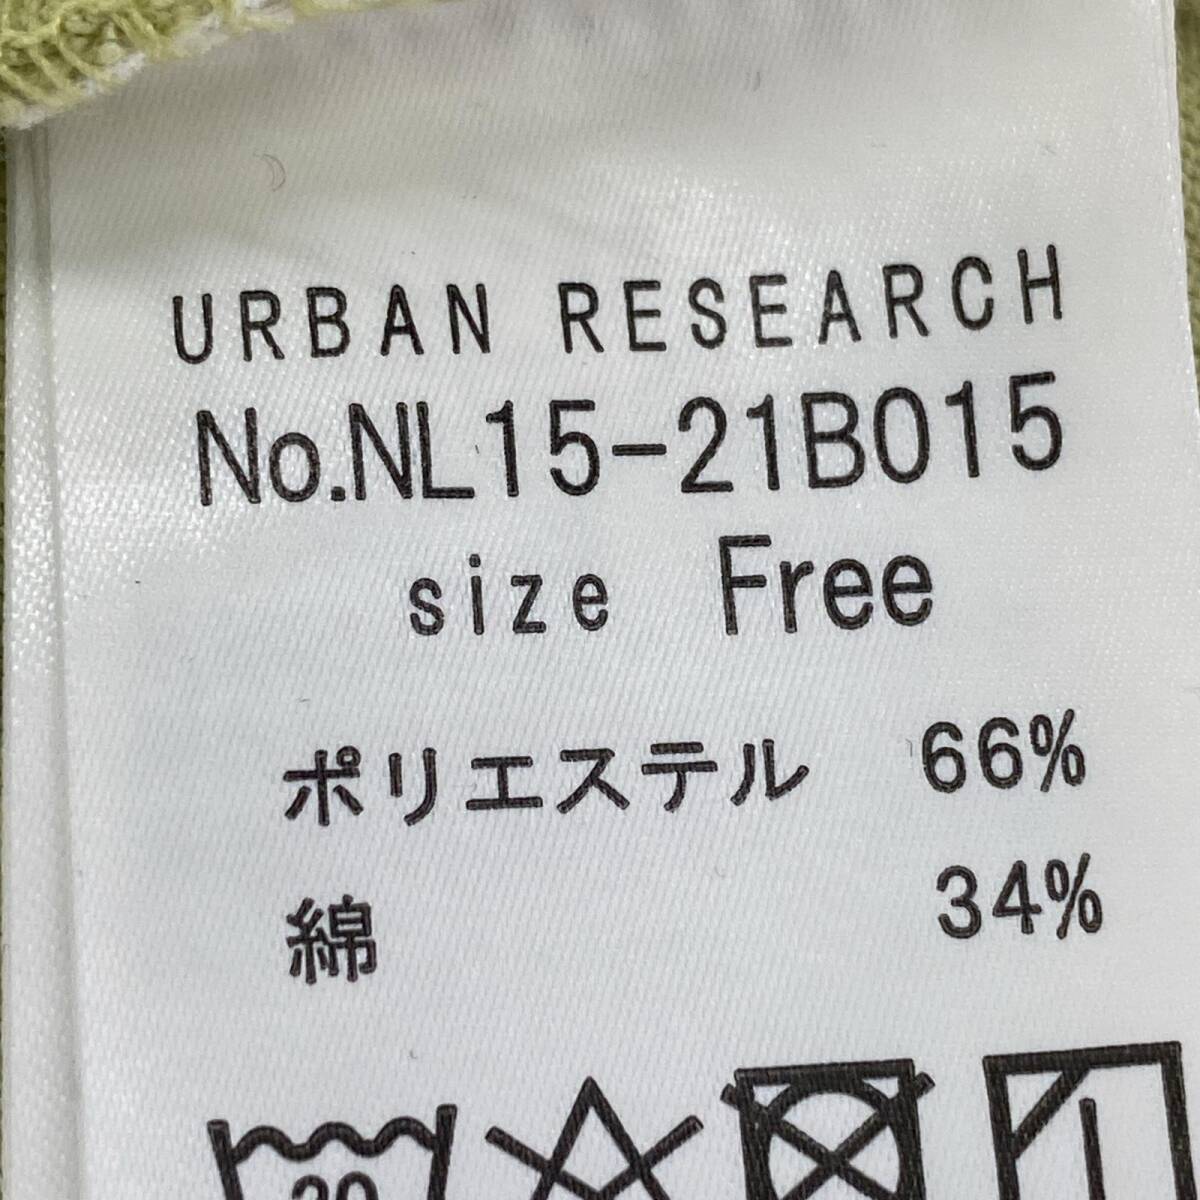 URBAN RESEARCH
No.NL15-21B015
size Free
ポリエステル 66%
綿 34%